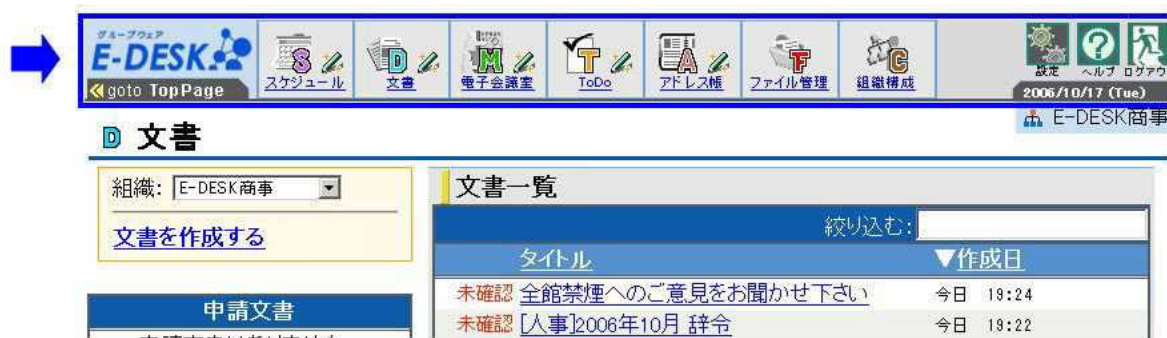 グループウェア
E-DESK
goto TopPage
S スケジュール
D 文書
M 電子会議室
T ToDo
A アドレス帳
F ファイル管理
C 組織構成
設定 ヘルプ ログアウ
2006/10/17 (Tue)
E-DESK商事
D 文書
組織: E-DESK商事
文書を作成する
申請文書
文書一覧
絞り込む:
タイトル ▼作成日
未確認 全館禁煙へのご意見をお聞かせ下さい 今日 19:24
未確認 [人事]2006年10月 辞令 今日 19:22